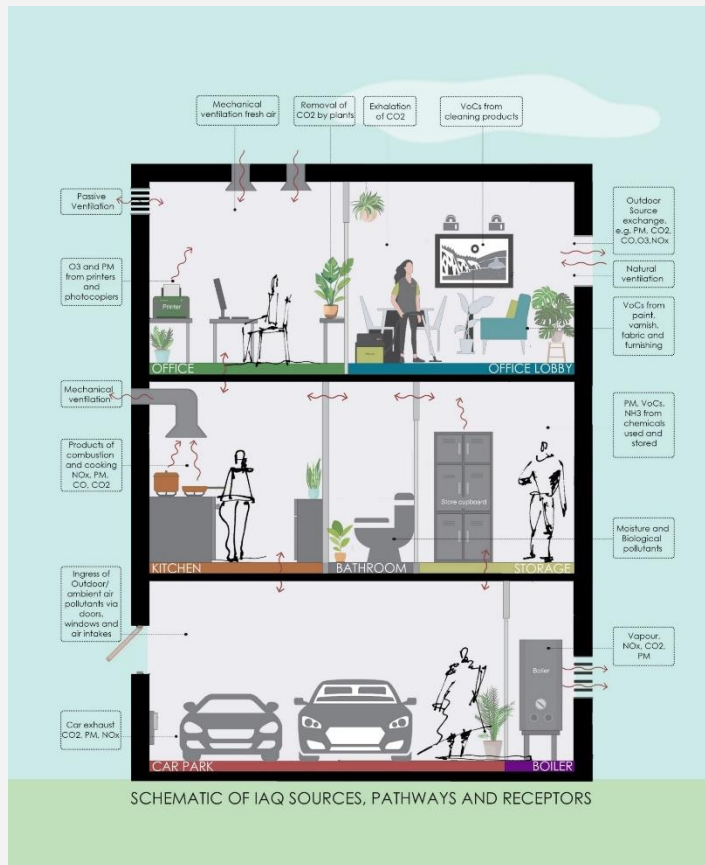 Mechanical
ventilation fresh air
Removal of
CO2 by plants
Exhalation
of CO2
VoCs from
cleaning products
Passive
Ventilation
Outdoor
Source
exchange,
e.g. PM, CO2,
CO,O3,NOx
O3 and PM
from printers
and
photocopiers
Natural
ventilation
Printer
VoCs from
paint,
varnish,
fabric and
furnishing
OFFICE
OFFICE LOBBY
Mechanical
ventilation
PM, VoCs,
NH3 from
chemicals
used and
stored
Products of
combustion
and cooking
NOx, PM,
CO, CO2
Store cupboard
Moisture and
Biological
pollutants
KITCHEN
BATHROOM
STORAGE
Ingress of
Outdoor/
ambient air
pollutants via
doors,
windows and
air intakes
Vapour,
NOx, CO2,
PM
Boiler
Car exhaust
CO2, PM, NOx
CAR PARK
BOILER
SCHEMATIC OF IAQ SOURCES, PATHWAYS AND RECEPTORS